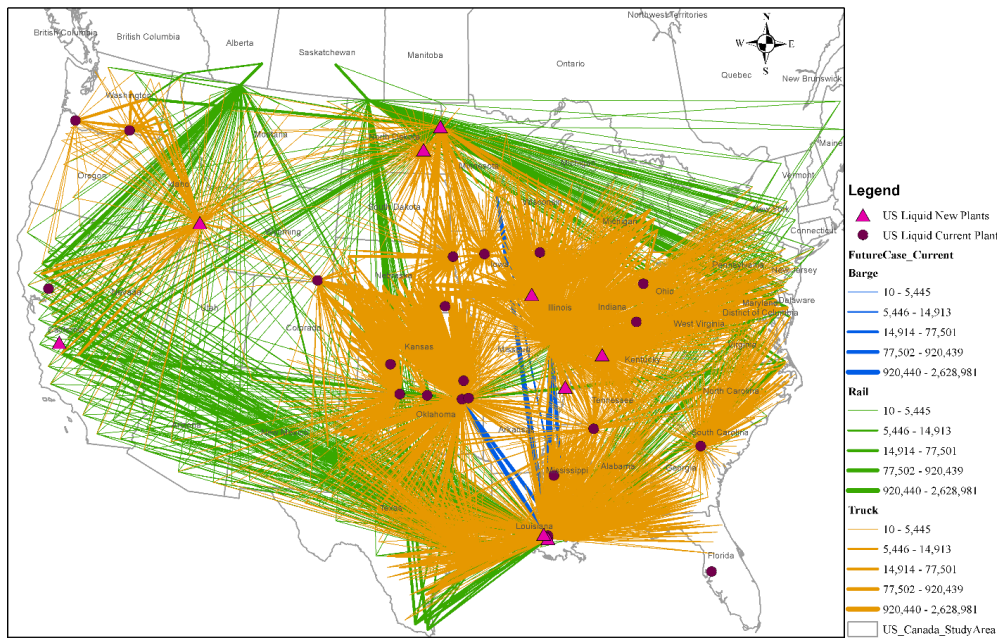 Northwest Territories
British Columbia
British Columbia
Alberta
Saskatchewan
Manitoba
Ontario
Quebec
New Brunswick
N
W E
S
Washington
Montana
North Dakota
Minnesota
Michigan
Maine
Oregon
Idaho
South Dakota
Wisconsin
Michigan
Vermont
New York
Connecticut
Wyoming
Nebraska
Iowa
Pennsylvania
New Jersey
Nevada
Utah
Illinois
Indiana
Ohio
Maryland
Delaware
District of Columbia
California
Colorado
Kansas
Missouri
Kentucky
West Virginia
Virginia
Arizona
New Mexico
Oklahoma
Arkansas
Tennessee
North Carolina
South Carolina
Texas
Louisiana
Mississippi
Alabama
Georgia
Florida
Legend
US Liquid New Plants
US Liquid Current Plant
FutureCase_Current
Barge
10 - 5,445
5,446 - 14,913
14,914 - 77,501
77,502 - 920,439
920,440 - 2,628,981
Rail
10 - 5,445
5,446 - 14,913
14,914 - 77,501
77,502 - 920,439
920,440 - 2,628,981
Truck
10 - 5,445
5,446 - 14,913
14,914 - 77,501
77,502 - 920,439
920,440 - 2,628,981
US_Canada_StudyArea